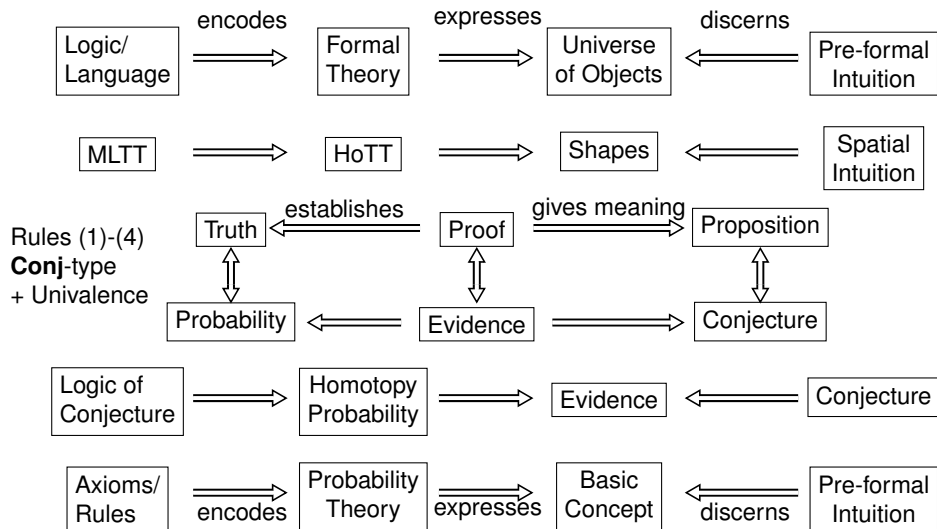 encodes expresses discerns
Logic/ Formal Universe Pre-formal
Language Theory of Objects Intuition
MLTT HoTT Shapes Spatial
Intuition
establishes gives meaning
Truth Proof Proposition
Rules (1)-(4)
Conj-type
+ Univalence
Probability Evidence Conjecture
Logic of Homotopy Evidence Conjecture
Conjecture Probability
Axioms/ Probability Basic Pre-formal
Rules Theory Concept Intuition
encodes expresses discerns